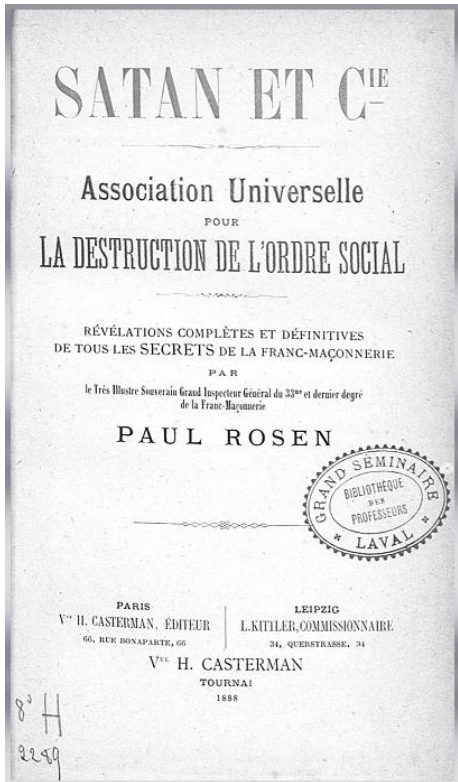 SATAN ET CIE
Association Universelle
POUR
LA DESTRUCTION DE L'ORDRE SOCIAL
RÉVÉLATIONS COMPLÈTES ET DÉFINITIVES
DE TOUS LES SECRETS DE LA FRANC-MAÇONNERIE
PAR
le Très Illustre Souverain Grand Inspecteur Général du 33me et dernier degré
de la Franc-Maçonnerie
PAUL ROSEN
GRAND SÉMINAIRE
BIBLIOTHÈQUE
DES
PROFESSEURS
* LAVAL *
PARIS
Vve H. CASTERMAN, ÉDITEUR
66, RUE BONAPARTE, 66
LEIPZIG
L. KITTLER, COMMISSIONNAIRE
34, QUERSTRASSE, 34
Vve H. CASTERMAN
TOURNAI
1888
8° H
2289